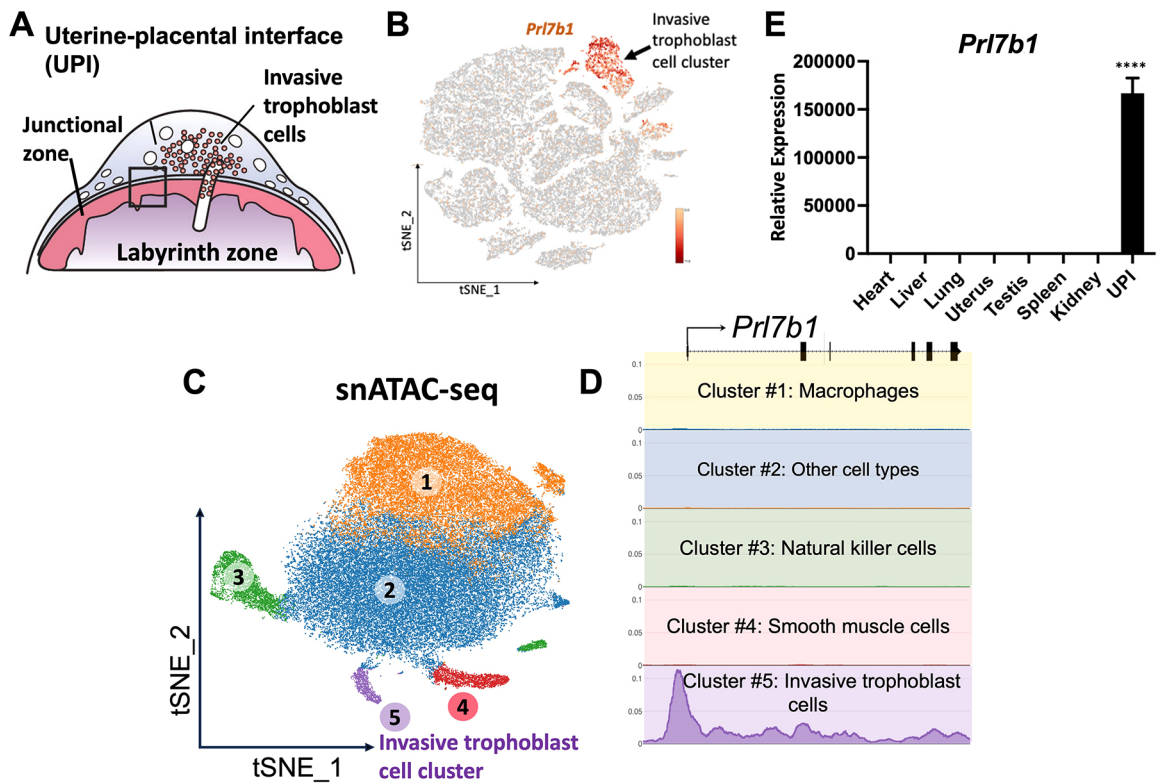 A
Uterine-placental interface
(UPI)
Invasive
trophoblast
cells
Junctional
zone
Labyrinth zone
B
Prl7b1
Invasive
trophoblast
cell cluster
tSNE_2
tSNE_1
E
Prl7b1
****
Relative Expression
200000
150000
100000
50000
0
Heart
Liver
Lung
Uterus
Testis
Spleen
Kidney
UPI
C
snATAC-seq
1
2
3
4
5
Invasive trophoblast
cell cluster
tSNE_2
tSNE_1
D
Prl7b1
0.1
0.05
0
Cluster #1: Macrophages
0.1
0.05
0
Cluster #2: Other cell types
0.1
0.05
0
Cluster #3: Natural killer cells
0.1
0.05
0
Cluster #4: Smooth muscle cells
0.1
0.05
0
Cluster #5: Invasive trophoblast
cells